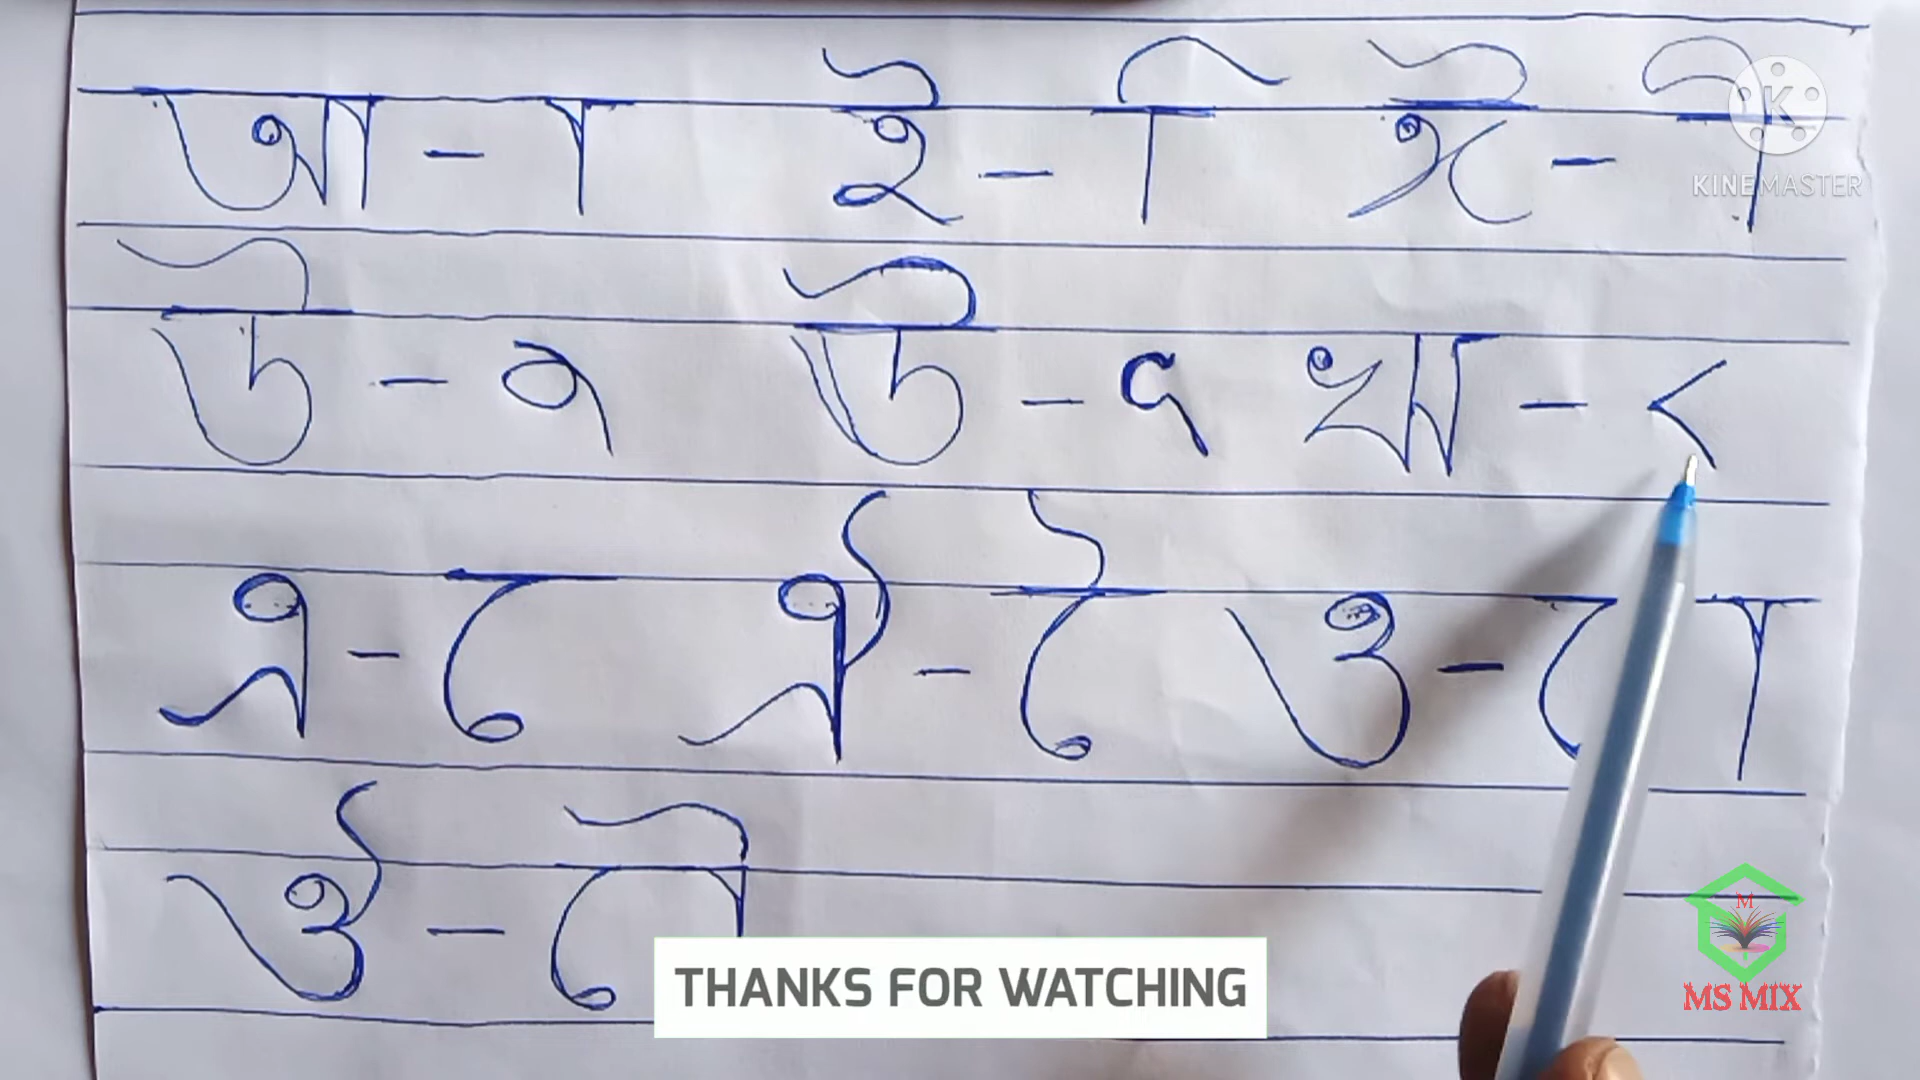 আ - া ই - ি ঈ - ী
উ - ু ঊ - ূ ঋ - ৃ
এ - ে ঐ - ৈ ও - ো
ঔ - ৌ
THANKS FOR WATCHING
K
KINEMASTER
M
MS MIX